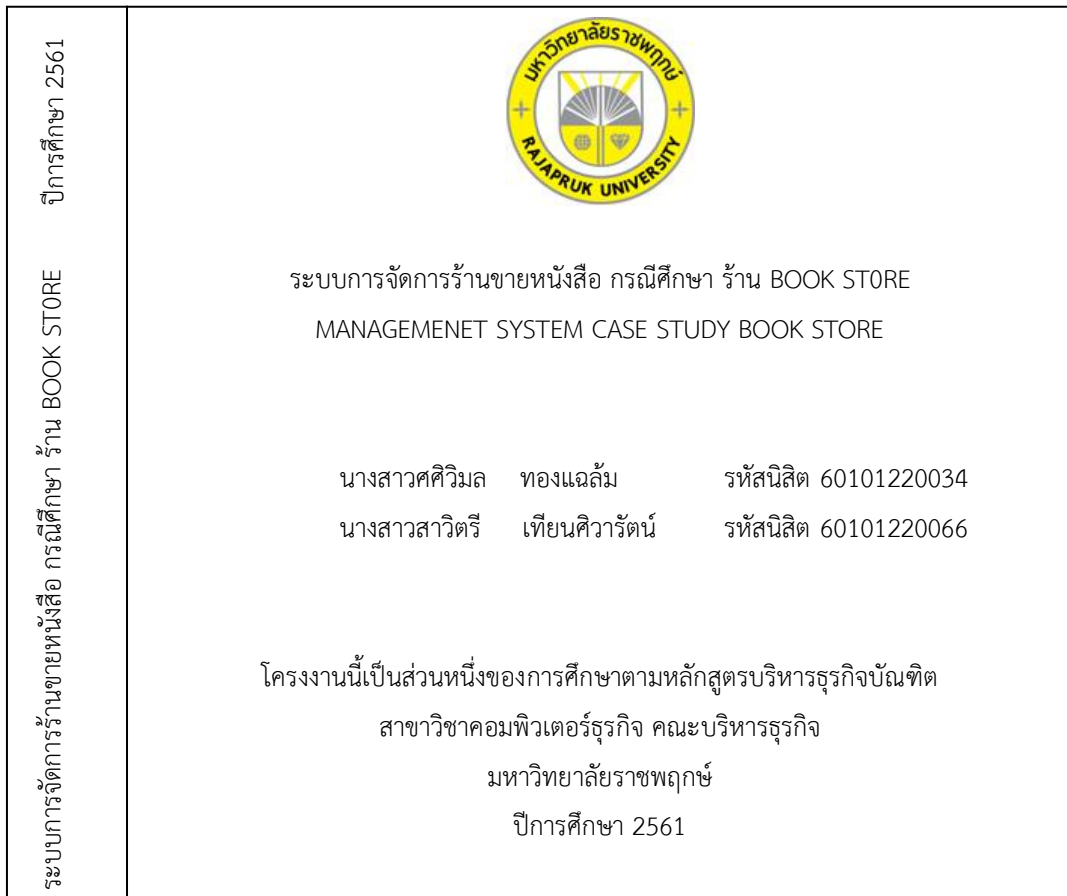 ระบบการจัดการร้านขายหนังสือ กรณีศึกษา ร้าน BOOK ST0RE ปีการศึกษา 2561
มหาวิทยาลัยราชพฤกษ์
RAJAPRUK UNIVERSITY
ระบบการจัดการร้านขายหนังสือ กรณีศึกษา ร้าน BOOK ST0RE
MANAGEMENET SYSTEM CASE STUDY BOOK STORE
นางสาวศศิวิมล ทองแฉล้ม รหัสนิสิต 60101220034
นางสาวสาวิตรี เทียนศิวารัตน์ รหัสนิสิต 60101220066
โครงงานนี้เป็นส่วนหนึ่งของการศึกษาตามหลักสูตรบริหารธุรกิจบัณฑิต
สาขาวิชาคอมพิวเตอร์ธุรกิจ คณะบริหารธุรกิจ
มหาวิทยาลัยราชพฤกษ์
ปีการศึกษา 2561